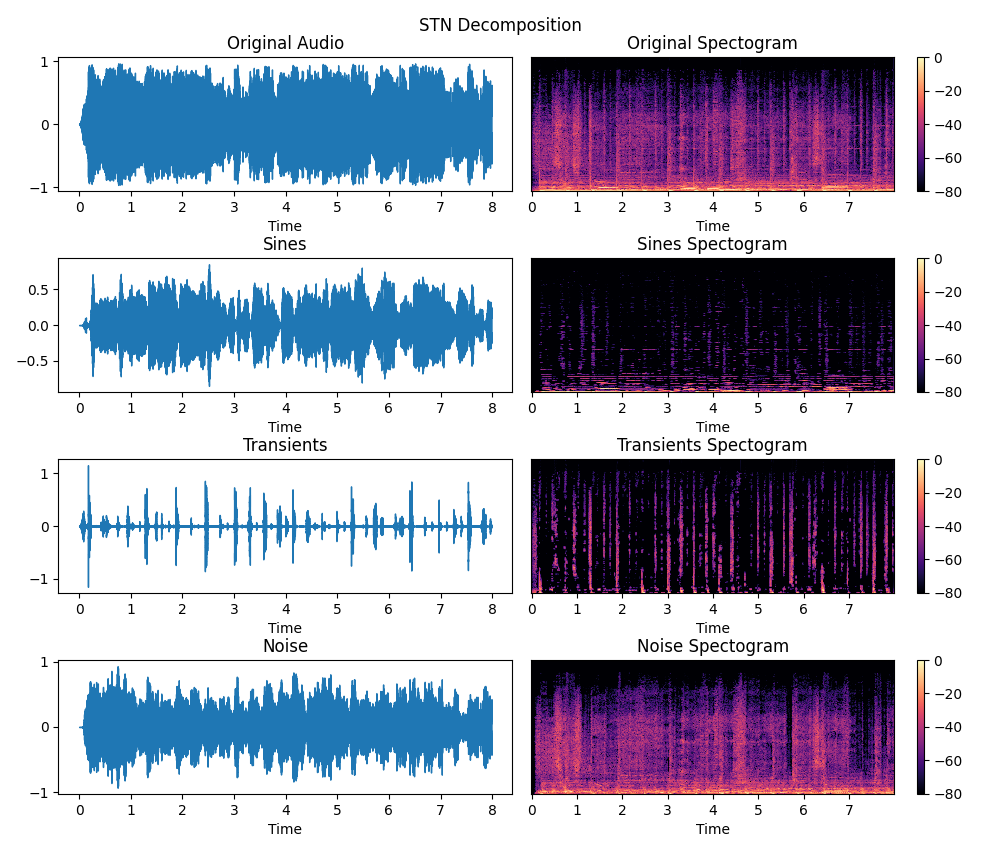 STN Decomposition
Original Audio
Original Spectogram
1
0
−1
0 1 2 3 4 5 6 7 8
Time
0 1 2 3 4 5 6 7
Time
0
−20
−40
−60
−80
Sines
Sines Spectogram
0.5
0.0
−0.5
0 1 2 3 4 5 6 7 8
Time
0 1 2 3 4 5 6 7
Time
0
−20
−40
−60
−80
Transients
Transients Spectogram
1
0
−1
0 1 2 3 4 5 6 7 8
Time
0 1 2 3 4 5 6 7
Time
0
−20
−40
−60
−80
Noise
Noise Spectogram
1
0
−1
0 1 2 3 4 5 6 7 8
Time
0 1 2 3 4 5 6 7
Time
0
−20
−40
−60
−80